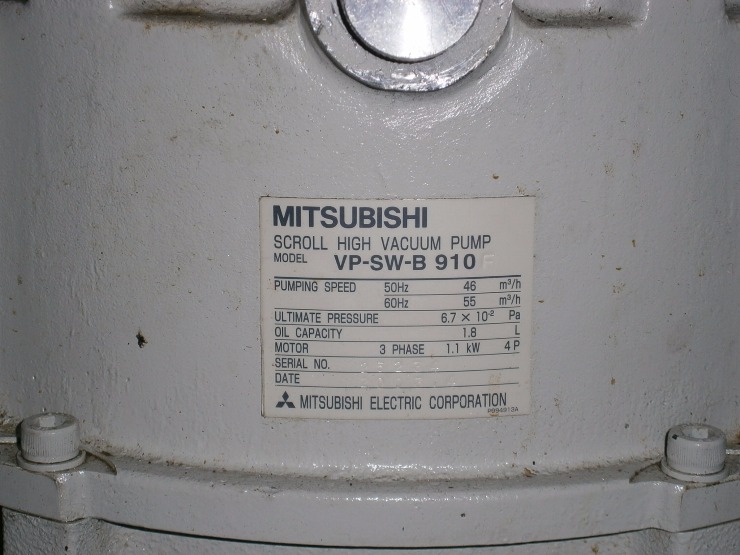 MITSUBISHI
SCROLL HIGH VACUUM PUMP
MODEL VP-SW-B 910 F
PUMPING SPEED 50Hz 46 m³/h
60Hz 55 m³/h
ULTIMATE PRESSURE 6.7 × 10⁻² Pa
OIL CAPACITY 1.8 L
MOTOR 3 PHASE 1.1 kW 4P
SERIAL NO.
DATE
MITSUBISHI ELECTRIC CORPORATION